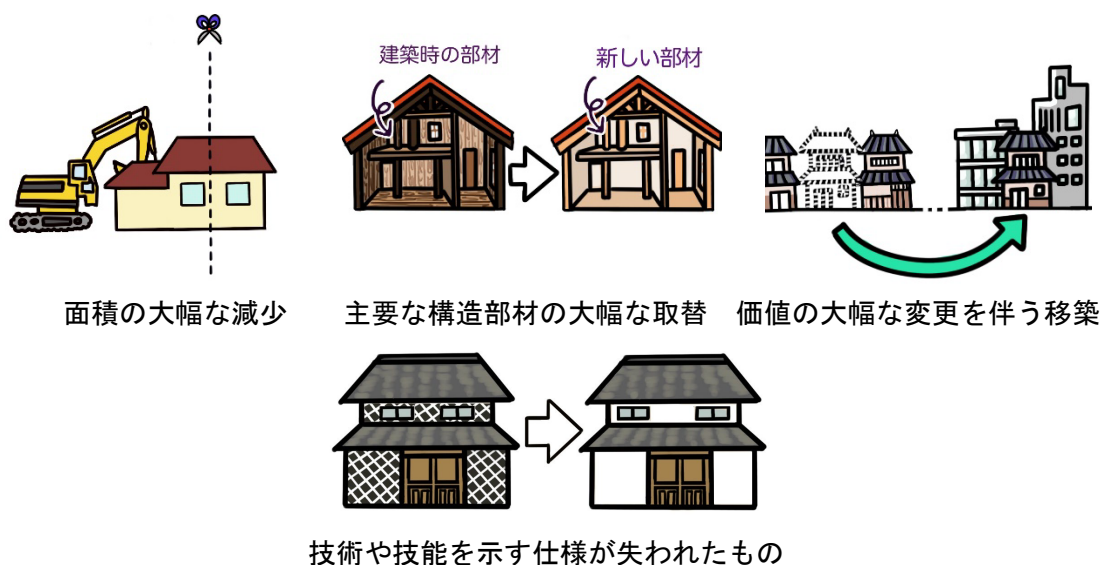 建築時の部材
新しい部材
面積の大幅な減少
主要な構造部材の大幅な取替
価値の大幅な変更を伴う移築
技術や技能を示す仕様が失われたもの